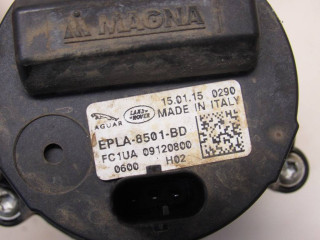 MAGNA
JAGUAR
LAND ROVER
15.01.15 0290
MADE IN ITALY
EPLA-8501-BD
FC1UA 09120800
0600 H02